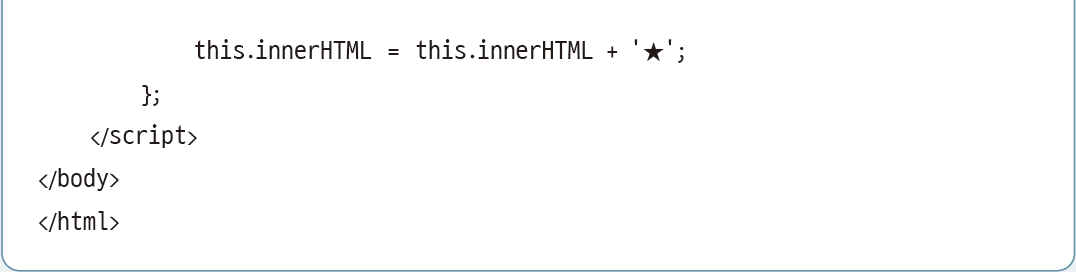 this.innerHTML = this.innerHTML + '★';
};
</script>
</body>
</html>